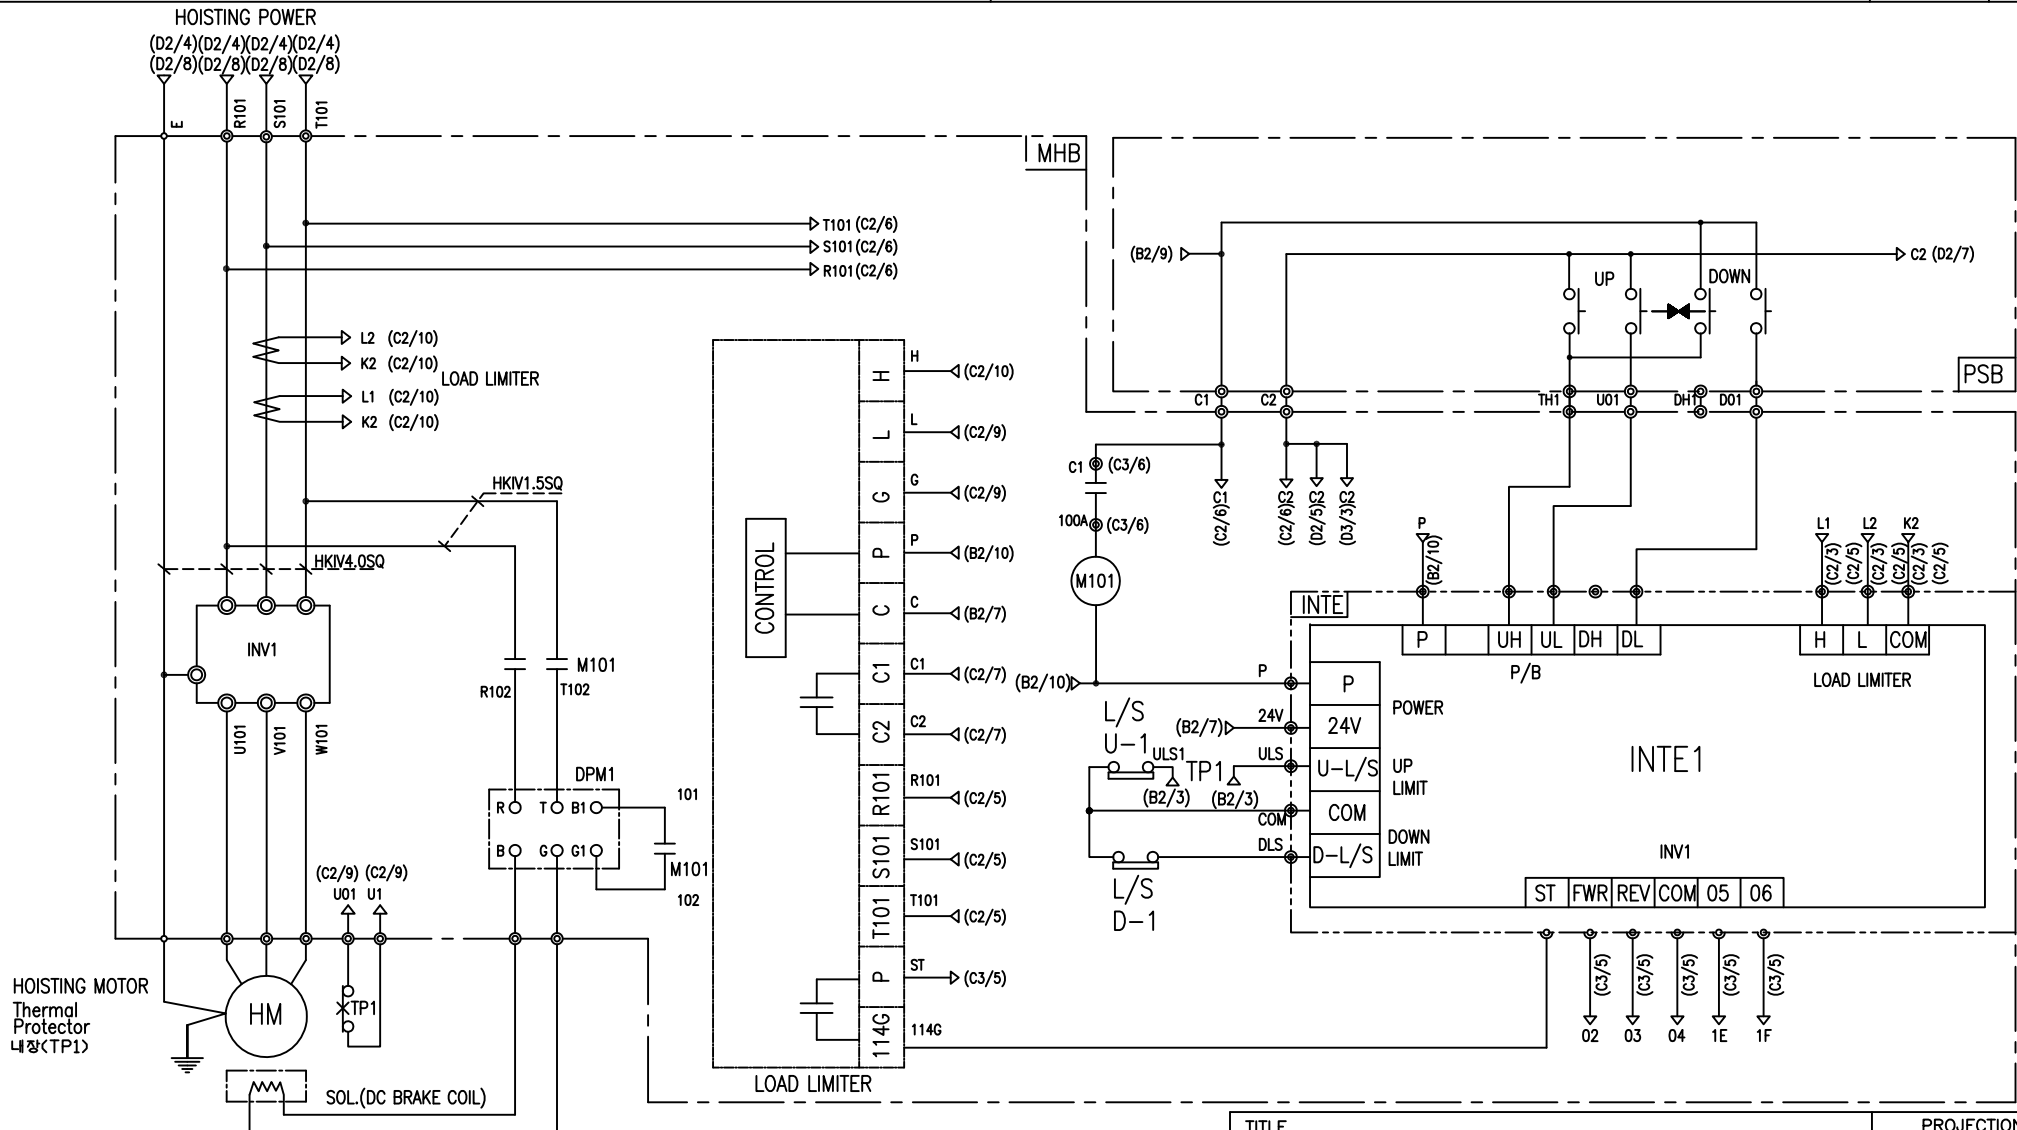 HOISTING POWER
(D2/4)(D2/4)(D2/4)(D2/4)
(D2/8)(D2/8)(D2/8)(D2/8)
E
R101
S101
T101
MHB
T101 (C2/6)
S101 (C2/6)
R101 (C2/6)
(B2/9)
C2 (D2/7)
UP
DOWN
PSB
L2 (C2/10)
K2 (C2/10)
LOAD LIMITER
L1 (C2/10)
K2 (C2/10)
C1
C2
TH1
U01
DH1
D01
H
H
(C2/10)
L
L
(C2/9)
G
G
(C2/9)
P
P
(B2/10)
C
C
(B2/7)
C1
C1
(C2/7)
C2
C2
(C2/7)
R101
R101
(C2/5)
S101
S101
(C2/5)
T101
T101
(C2/5)
P
ST
(C3/5)
114G
114G
CONTROL
LOAD LIMITER
C1
(C3/6)
100A
(C3/6)
M101
C1
(C2/6)
C2
(C2/6)
C2
(D2/5)
C2
(D3/3)
HKIV1.5SQ
HKIV4.0SQ
INV1
U101
V101
W101
R102
M101
T102
DPM1
R
T
B1
B
G
G1
101
M101
102
(C2/9)
(C2/9)
U01
U1
TP1
HOISTING MOTOR
Thermal
Protector
내장(TP1)
HM
SOL.(DC BRAKE COIL)
P
(B2/10)
L1
L2
K2
(C2/3)
(C2/5)
(C2/3)
(C2/5)
(C2/3)
(C2/5)
INTE
P
UH
UL
DH
DL
P/B
H
L
COM
LOAD LIMITER
(B2/10)
P
P
POWER
(B2/7)
24V
24V
L/S
U-1
ULS1
(B2/3)
TP1
(B2/3)
ULS
U-L/S
UP
LIMIT
COM
COM
DLS
D-L/S
DOWN
LIMIT
L/S
D-1
INTE1
INV1
ST
FWR
REV
COM
05
06
(C3/5)
(C3/5)
(C3/5)
(C3/5)
(C3/5)
02
03
04
1E
1F
TITLE
PROJECTION